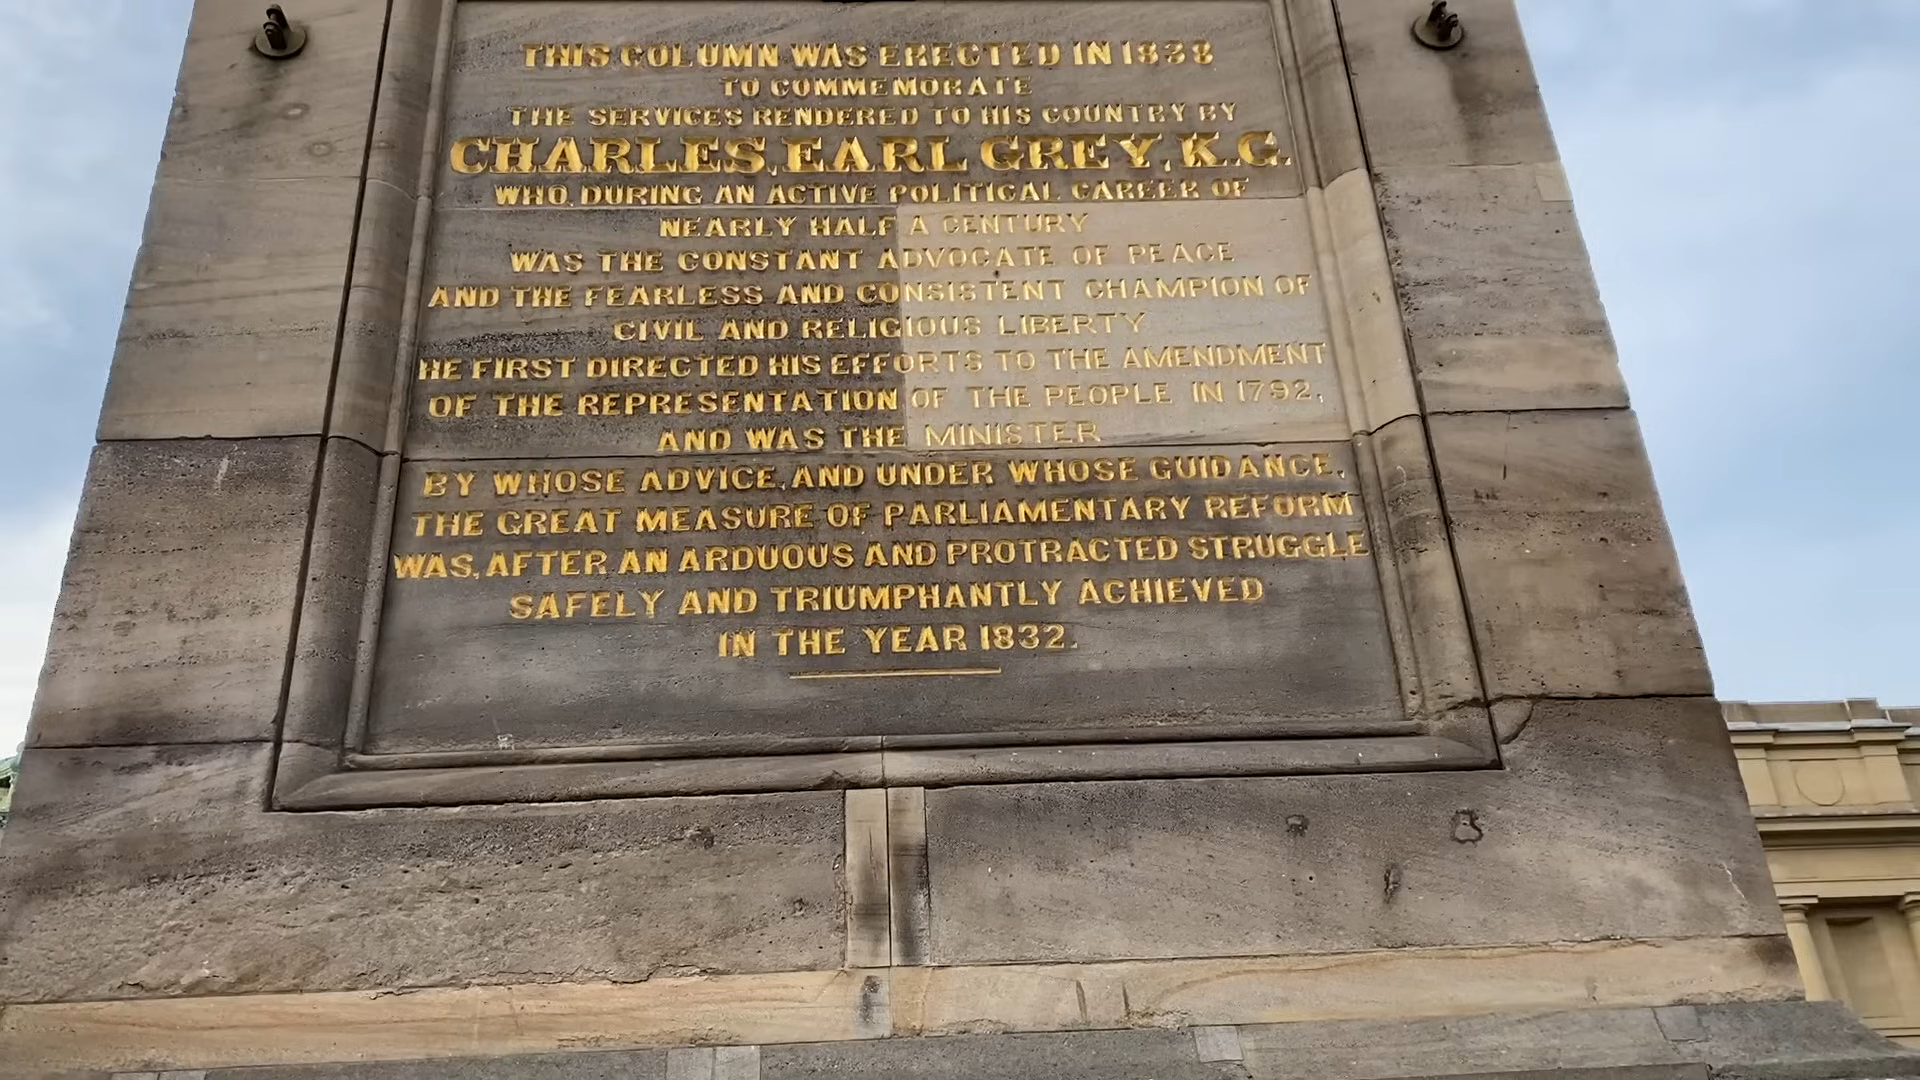 THIS COLUMN WAS ERECTED IN 1838
TO COMMEMORATE
THE SERVICES RENDERED TO HIS COUNTRY BY
CHARLES, EARL GREY, K.G.
WHO, DURING AN ACTIVE POLITICAL CAREER OF
NEARLY HALF A CENTURY
WAS THE CONSTANT ADVOCATE OF PEACE
AND THE FEARLESS AND CONSISTENT CHAMPION OF
CIVIL AND RELIGIOUS LIBERTY
HE FIRST DIRECTED HIS EFFORTS TO THE AMENDMENT
OF THE REPRESENTATION OF THE PEOPLE IN 1792,
AND WAS THE MINISTER
BY WHOSE ADVICE, AND UNDER WHOSE GUIDANCE,
THE GREAT MEASURE OF PARLIAMENTARY REFORM
WAS, AFTER AN ARDUOUS AND PROTRACTED STRUGGLE
SAFELY AND TRIUMPHANTLY ACHIEVED
IN THE YEAR 1832.